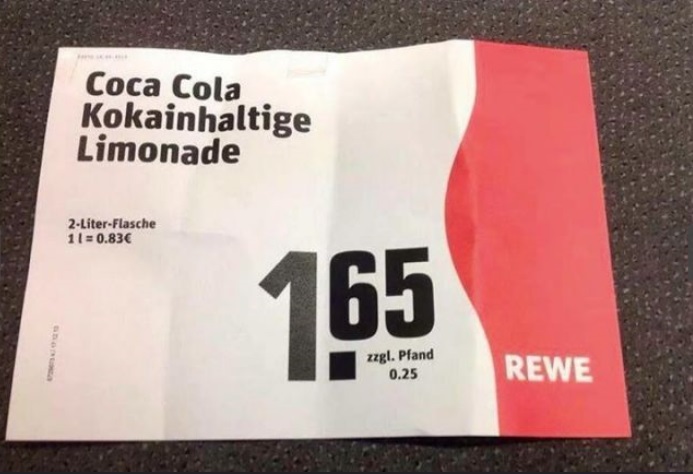 Coca Cola
Kokainhaltige
Limonade
2-Liter-Flasche
1 l = 0.83€
1.65
zzgl. Pfand
0.25
REWE